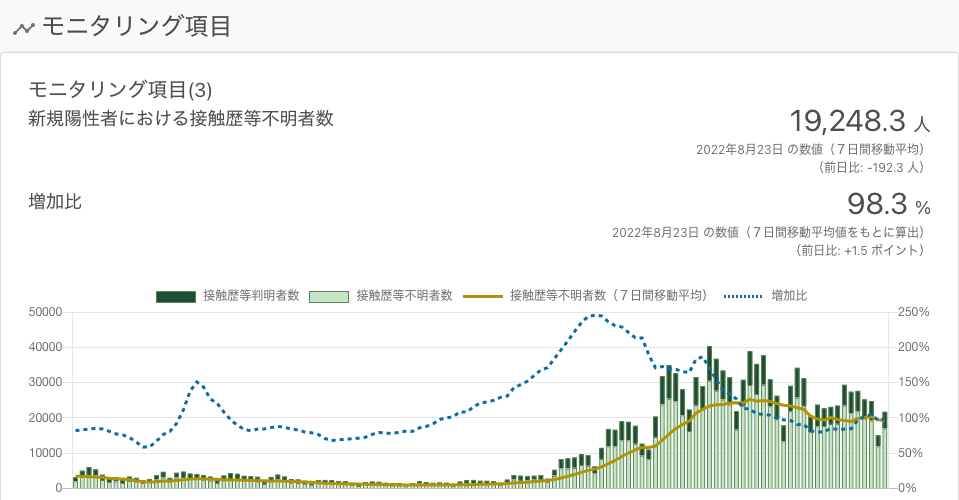 モニタリング項目
モニタリング項目(3)
新規陽性者における接触歴等不明者数
19,248.3 人
2022年8月23日 の数値（７日間移動平均）
（前日比: -192.3 人）
増加比
98.3 %
2022年8月23日 の数値（７日間移動平均値をもとに算出）
（前日比: +1.5 ポイント）
接触歴等判明者数 接触歴等不明者数 接触歴等不明者数（７日間移動平均） 増加比
50000 250%
40000 200%
30000 150%
20000 100%
10000 50%
0 0%